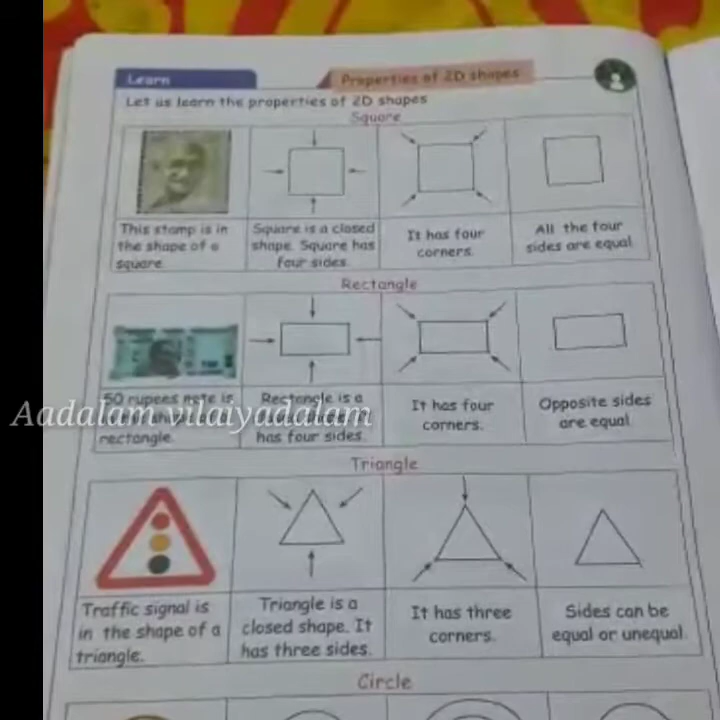 Learn
Properties of 2D shapes
Let us learn the properties of 2D shapes
Square
This stamp is in
the shape of a
square.
Square is a closed
shape. Square has
four sides.
It has four
corners.
All the four
sides are equal.
Rectangle
50 rupees note is
rectangle.
Rectangle is a
has four sides.
It has four
corners.
Opposite sides
are equal.
Aadalam vilaiyadalam
Triangle
Traffic signal is
in the shape of a
triangle.
Triangle is a
closed shape. It
has three sides.
It has three
corners.
Sides can be
equal or unequal.
Circle